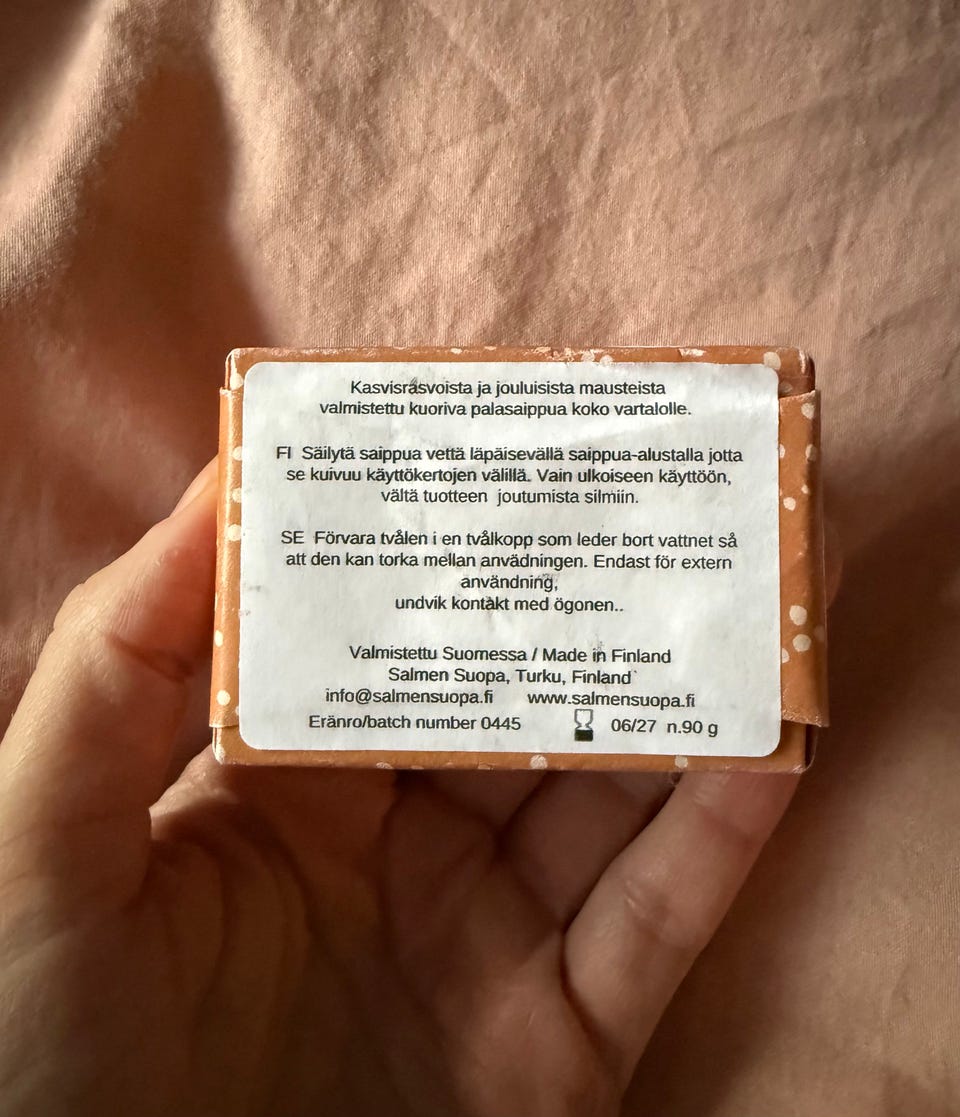 Kasvisrasvoista ja jouluisista mausteista
valmistettu kuoriva palasaippua koko vartalolle.
FI Säilytä saippua vettä läpäisevällä saippua-alustalla jotta
se kuivuu käyttökertojen välillä. Vain ulkoiseen käyttöön,
vältä tuotteen joutumista silmiin.
SE Förvara tvålen i en tvålkopp som leder bort vattnet så
att den kan torka mellan anvädningen. Endast för extern
användning,
undvik kontakt med ögonen..
Valmistettu Suomessa / Made in Finland
Salmen Suopa, Turku, Finland
info@salmensuopa.fi www.salmensuopa.fi
Eränro/batch number 0445 06/27 n.90 g